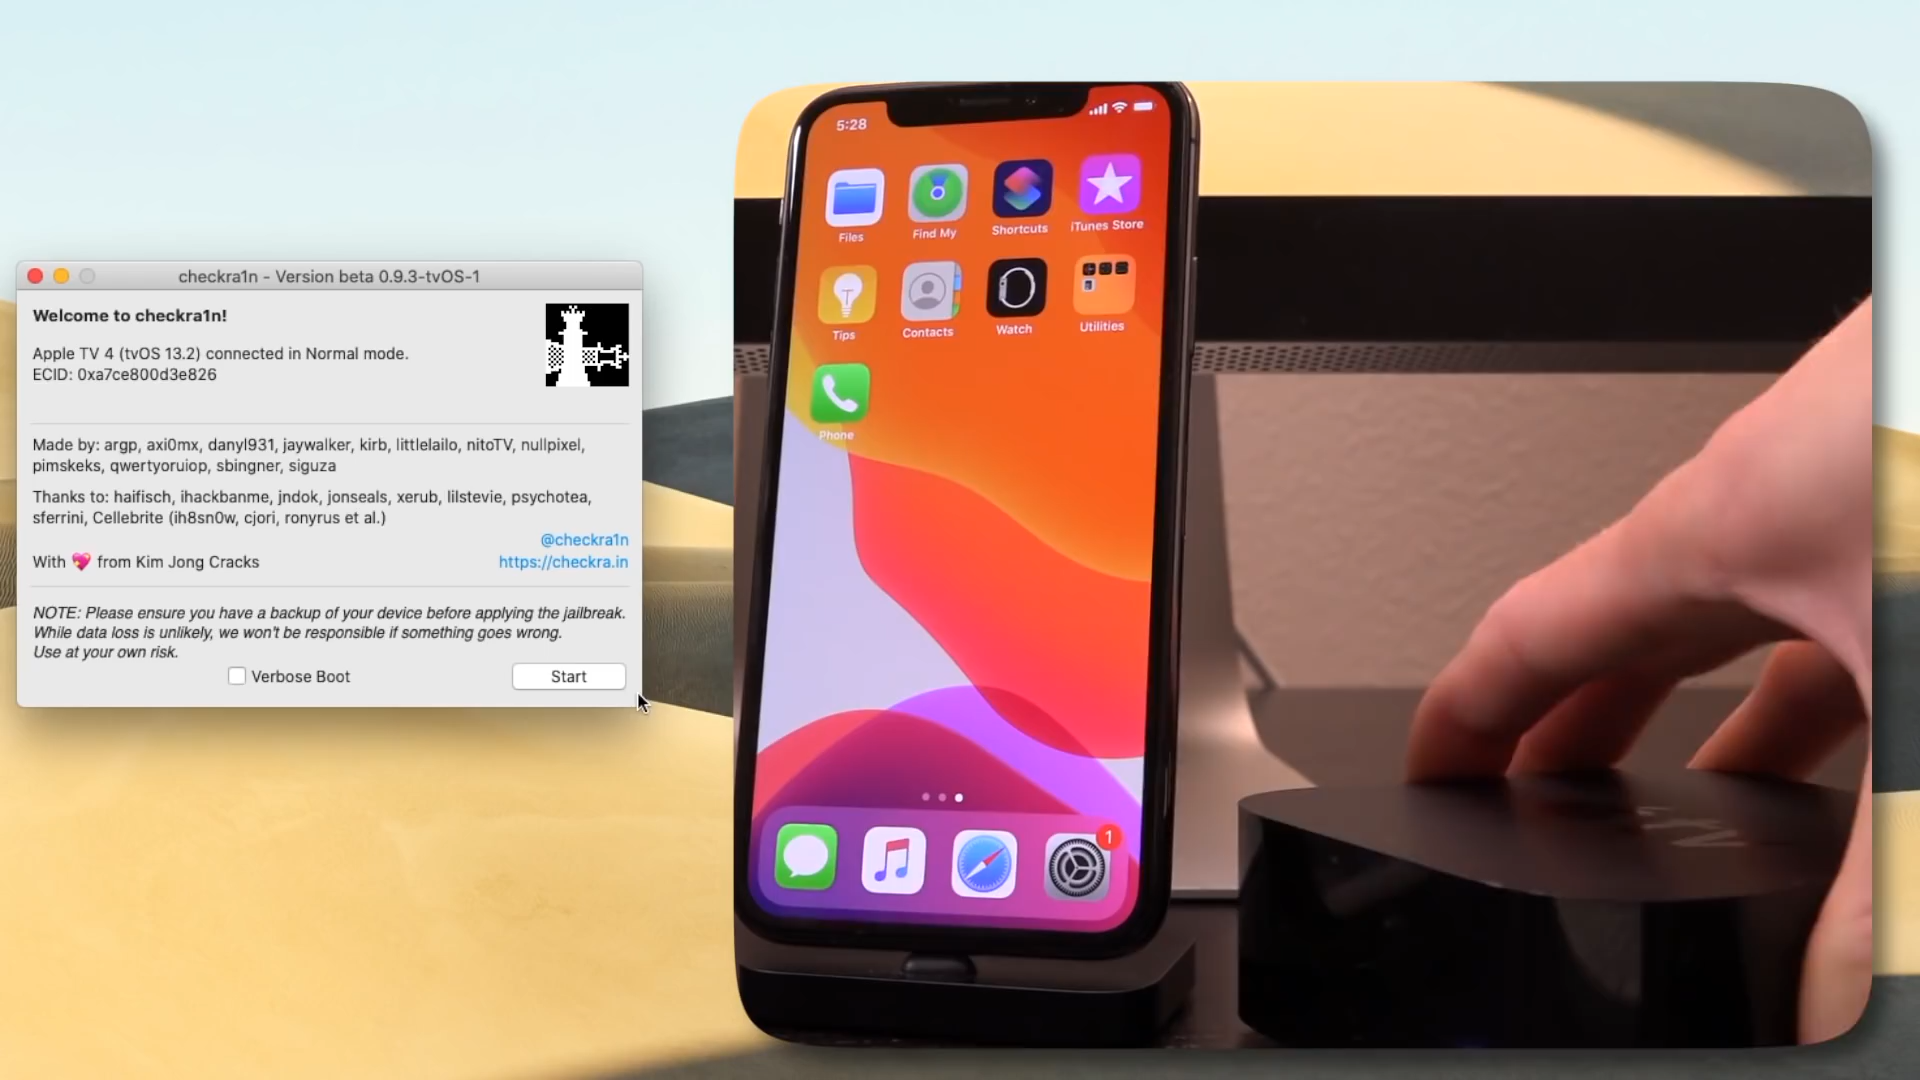 checkra1n - Version beta 0.9.3-tvOS-1
Welcome to checkra1n!
Apple TV 4 (tvOS 13.2) connected in Normal mode.
ECID: 0xa7ce800d3e826
Made by: argp, axi0mx, danyl931, jaywalker, kirb, littlelailo, nitoTV, nullpixel,
pimskeks, qwertyoruiop, sbingner, siguza
Thanks to: haifisch, ihackbanme, jndok, jonseals, xerub, lilstevie, psychotea,
sferrini, Cellebrite (ih8sn0w, cjori, ronyrus et al.)
@checkra1n
With 💖 from Kim Jong Cracks
https://checkra.in
NOTE: Please ensure you have a backup of your device before applying the jailbreak.
While data loss is unlikely, we won't be responsible if something goes wrong.
Use at your own risk.
Verbose Boot
Start
5:28
Files
Find My
Shortcuts
iTunes Store
Tips
Contacts
Watch
Utilities
Phone
1
tv